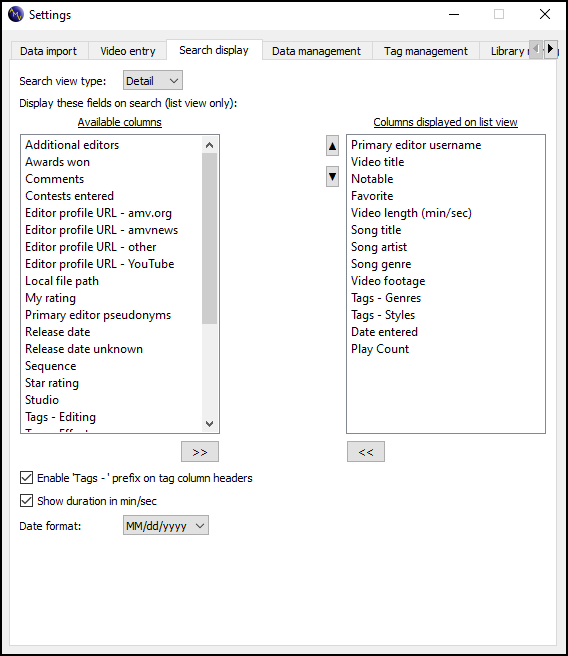 Settings
Data import
Video entry
Search display
Data management
Tag management
Library
Search view type:
Detail
Display these fields on search (list view only):
Available columns
Additional editors
Awards won
Comments
Contests entered
Editor profile URL - amv.org
Editor profile URL - amvnews
Editor profile URL - other
Editor profile URL - YouTube
Local file path
My rating
Primary editor pseudonyms
Release date
Release date unknown
Sequence
Star rating
Studio
Tags - Editing
>>
Columns displayed on list view
Primary editor username
Video title
Notable
Favorite
Video length (min/sec)
Song title
Song artist
Song genre
Video footage
Tags - Genres
Tags - Styles
Date entered
Play Count
<<
Enable 'Tags - ' prefix on tag column headers
Show duration in min/sec
Date format:
MM/dd/yyyy